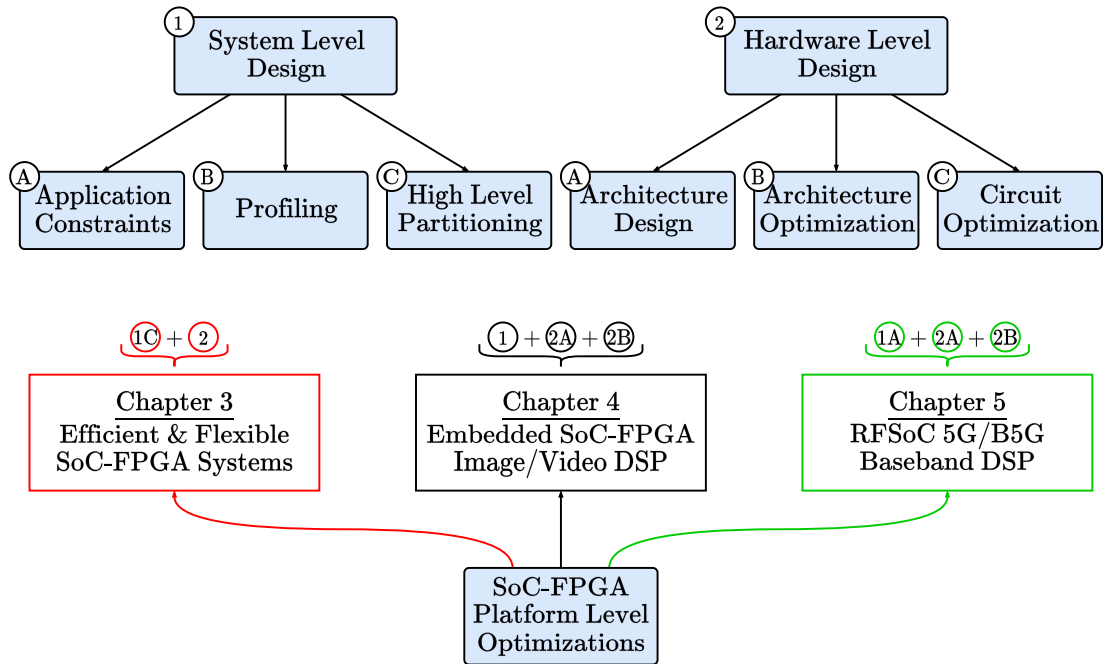 1
System Level
Design
2
Hardware Level
Design
A
Application
Constraints
B
Profiling
C
High Level
Partitioning
A
Architecture
Design
B
Architecture
Optimization
C
Circuit
Optimization
1C + 2
Chapter 3
Efficient & Flexible
SoC-FPGA Systems
1 + 2A + 2B
Chapter 4
Embedded SoC-FPGA
Image/Video DSP
1A + 2A + 2B
Chapter 5
RFSoC 5G/B5G
Baseband DSP
SoC-FPGA
Platform Level
Optimizations